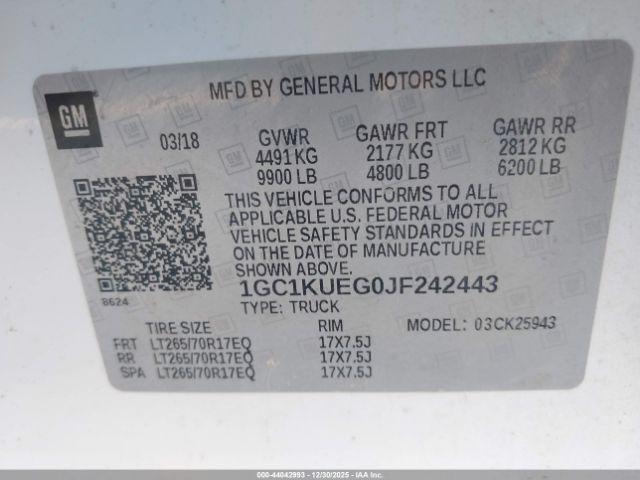 MFD BY GENERAL MOTORS LLC
GM
03/18 GVWR GAWR FRT GAWR RR
4491 KG 2177 KG 2812 KG
9900 LB 4800 LB 6200 LB
THIS VEHICLE CONFORMS TO ALL
APPLICABLE U.S. FEDERAL MOTOR
VEHICLE SAFETY STANDARDS IN EFFECT
ON THE DATE OF MANUFACTURE
SHOWN ABOVE.
8624
1GC1KUEG0JF242443
TYPE: TRUCK
TIRE SIZE RIM MODEL: 03CK25943
FRT LT265/70R17EQ 17X7.5J
RR LT265/70R17EQ 17X7.5J
SPA LT265/70R17EQ 17X7.5J
000-44042993 - 12/30/2025 - IAAI.COM